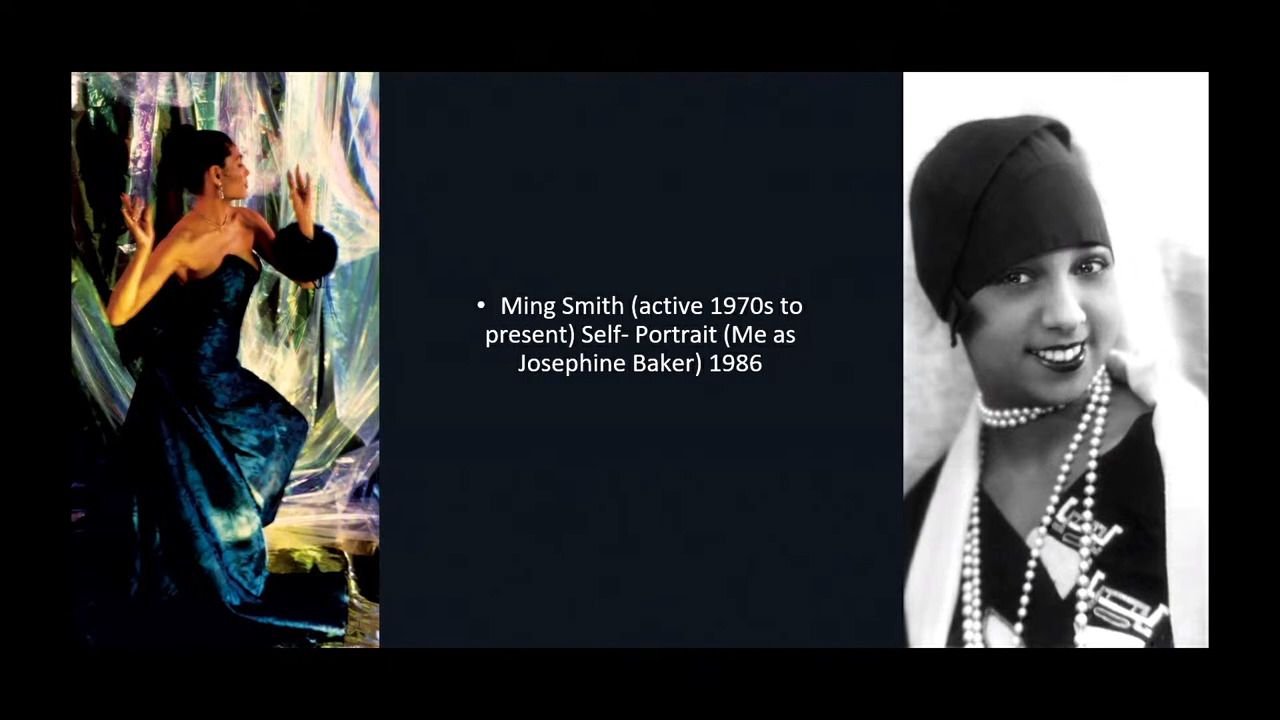 • Ming Smith (active 1970s to
present) Self- Portrait (Me as
Josephine Baker) 1986